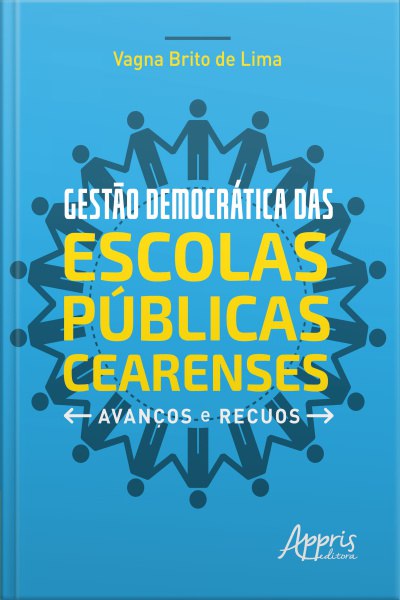 Vagna Brito de Lima
GESTÃO DEMOCRÁTICA DAS
ESCOLAS
PÚBLICAS
CEARENSES
← AVANÇOS e RECUOS →
Appris
editora